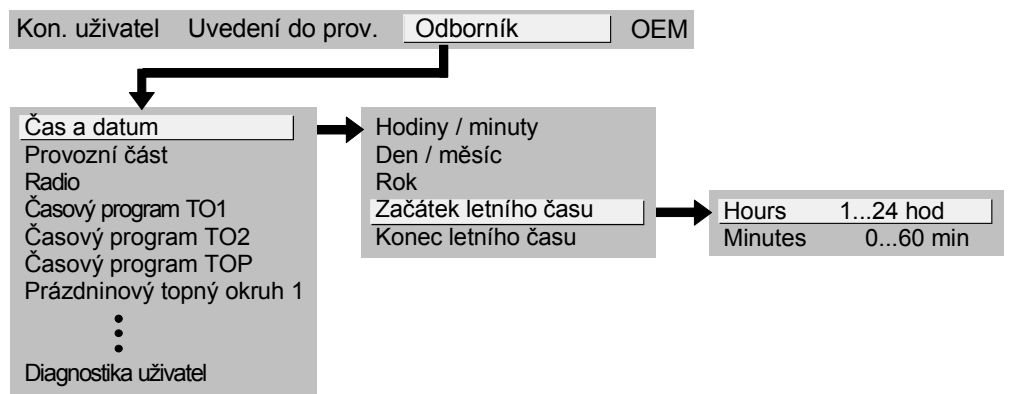 Kon. uživatel Uvedení do prov. Odborník OEM
Čas a datum
Provozní část
Radio
Časový program TO1
Časový program TO2
Časový program TOP
Prázdninový topný okruh 1
Diagnostika uživatel
Hodiny / minuty
Den / měsíc
Rok
Začátek letního času
Konec letního času
Hours 1...24 hod
Minutes 0...60 min